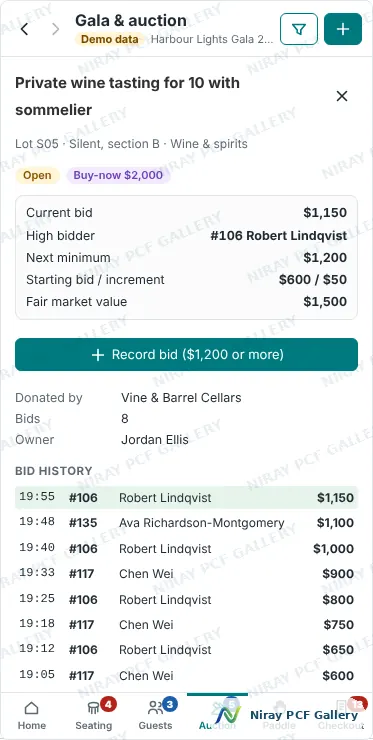 Gala & auction
Demo data Harbour Lights Gala 2...
Private wine tasting for 10 with
sommelier
Lot S05 · Silent, section B · Wine & spirits
Open Buy-now $2,000
Current bid $1,150
High bidder #106 Robert Lindqvist
Next minimum $1,200
Starting bid / increment $600 / $50
Fair market value $1,500
Record bid ($1,200 or more)
Donated by Vine & Barrel Cellars
Bids 8
Owner Jordan Ellis
BID HISTORY
19:55 #106 Robert Lindqvist $1,150
19:48 #135 Ava Richardson-Montgomery $1,100
19:40 #106 Robert Lindqvist $1,000
19:33 #117 Chen Wei $900
19:25 #106 Robert Lindqvist $800
19:18 #117 Chen Wei $750
19:12 #106 Robert Lindqvist $650
19:05 #117 Chen Wei $600
4 3
Home Seating Guests Paddle Checkout
Niray PCF Gallery
NIRAY PCF GALLERY